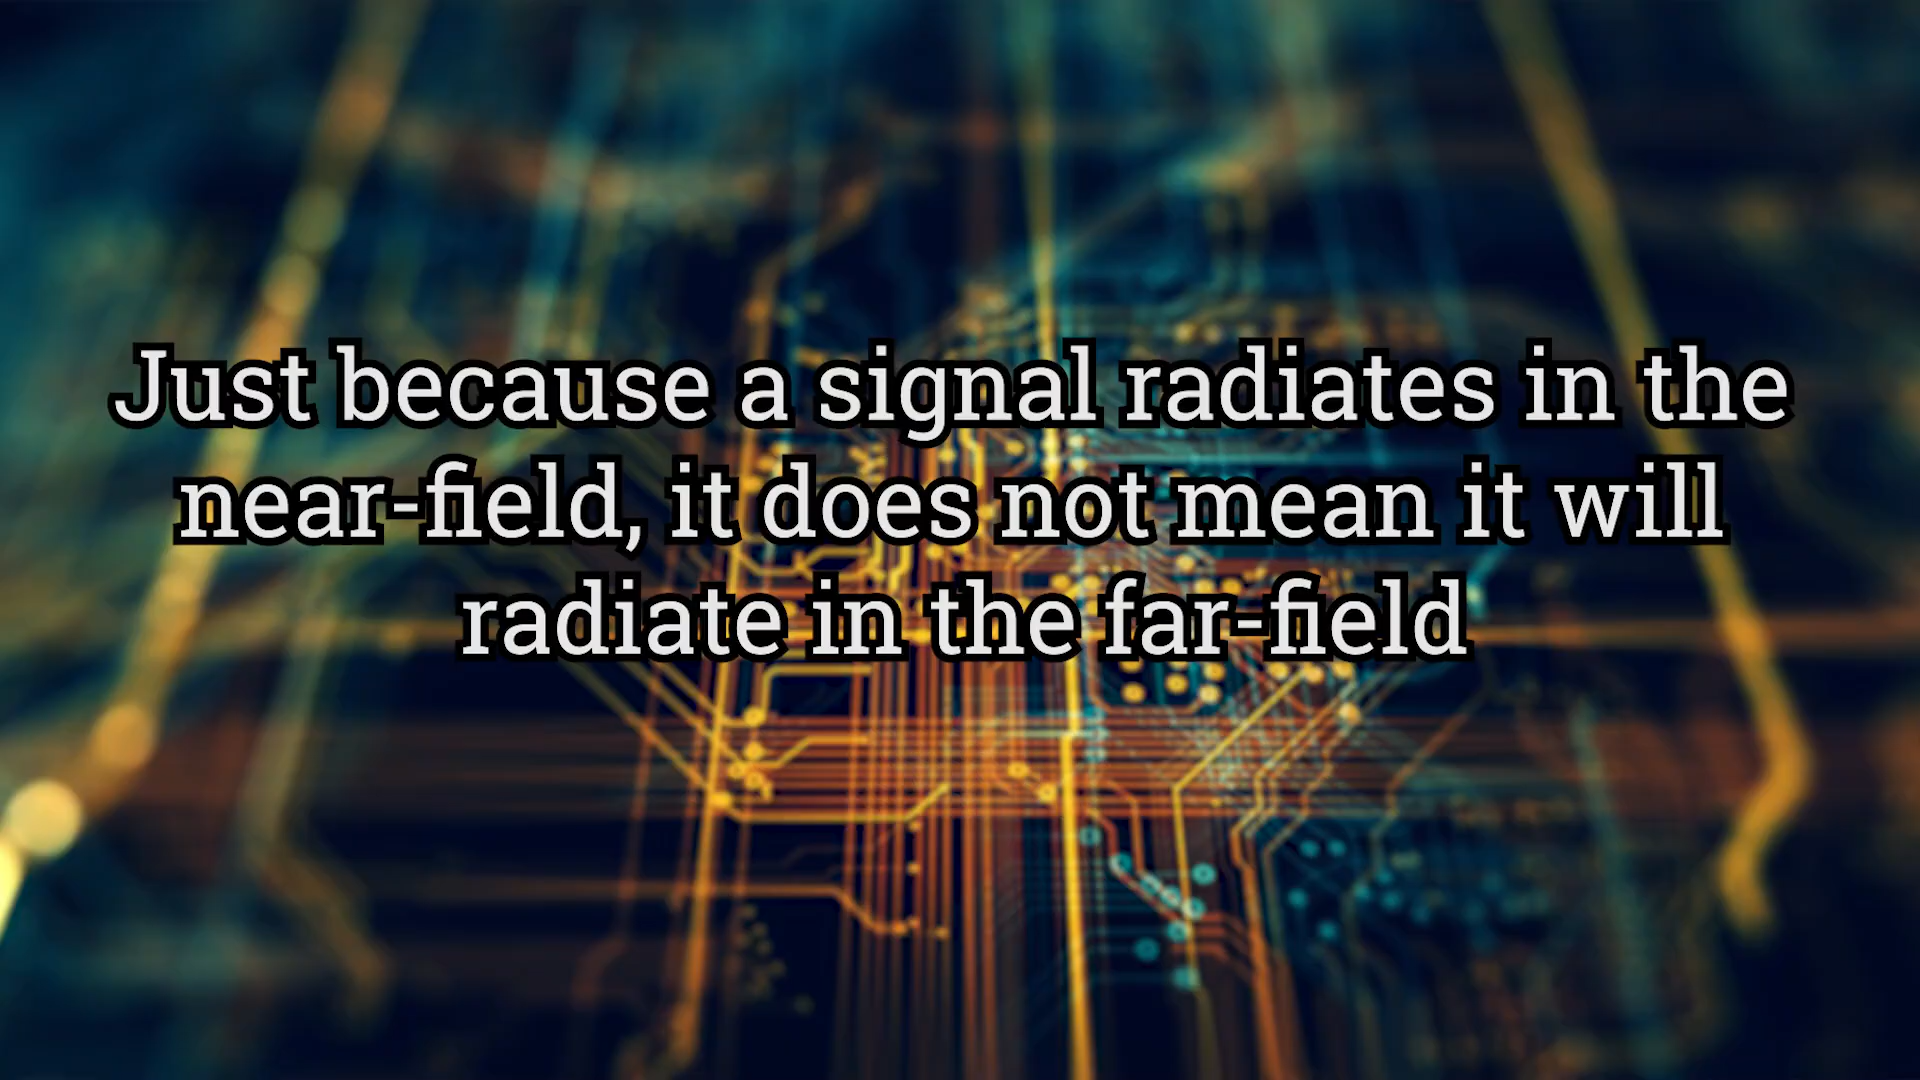 Just because a signal radiates in the
near-field, it does not mean it will
radiate in the far-field